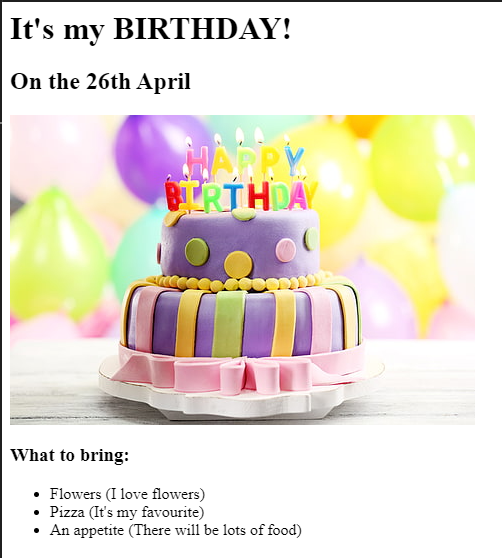 It's my BIRTHDAY!
On the 26th April
HAPPY
BIRTHDAY
What to bring:
Flowers (I love flowers)
Pizza (It's my favourite)
An appetite (There will be lots of food)